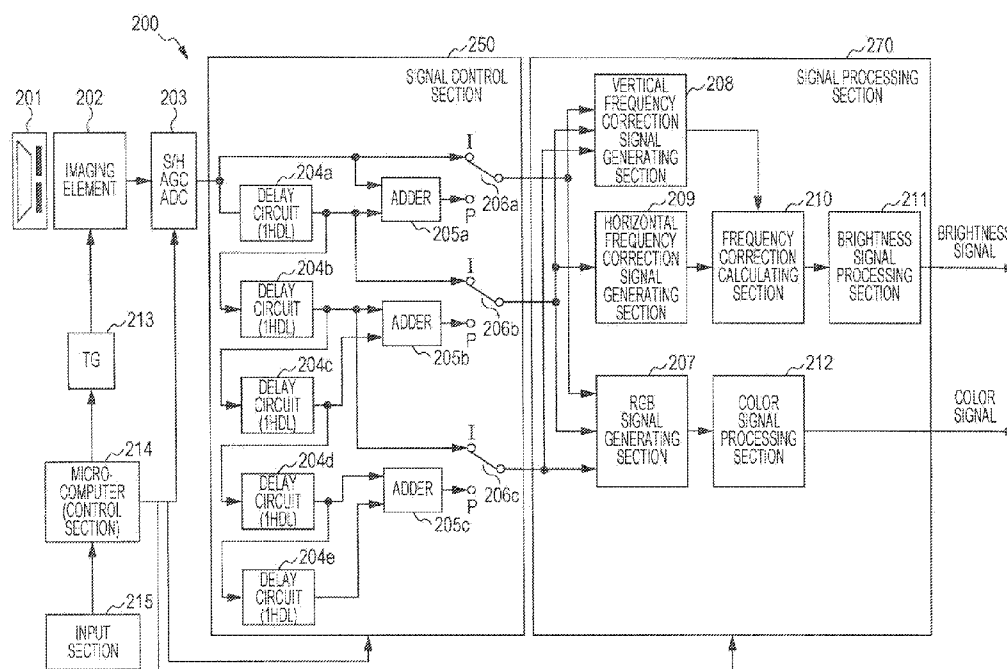 200
250
270
SIGNAL CONTROL
SECTION
SIGNAL PROCESSING
SECTION
201
202
203
IMAGING
ELEMENT
S/H
AGC
ADC
204a
DELAY
CIRCUIT
(1HDL)
ADDER
205a
I
P
206a
204b
DELAY
CIRCUIT
(1HDL)
ADDER
205b
I
P
206b
204c
DELAY
CIRCUIT
(1HDL)
204d
DELAY
CIRCUIT
(1HDL)
ADDER
205c
I
P
206c
204e
DELAY
CIRCUIT
(1HDL)
208
VERTICAL
FREQUENCY
CORRECTION
SIGNAL
GENERATING
SECTION
209
HORIZONTAL
FREQUENCY
CORRECTION
SIGNAL
GENERATING
SECTION
210
FREQUENCY
CORRECTION
CALCULATING
SECTION
211
BRIGHTNESS
SIGNAL
PROCESSING
SECTION
BRIGHTNESS
SIGNAL
207
RGB
SIGNAL
GENERATING
SECTION
212
COLOR
SIGNAL
PROCESSING
SECTION
COLOR
SIGNAL
213
TG
214
MICRO-
COMPUTER
(CONTROL
SECTION)
215
INPUT
SECTION